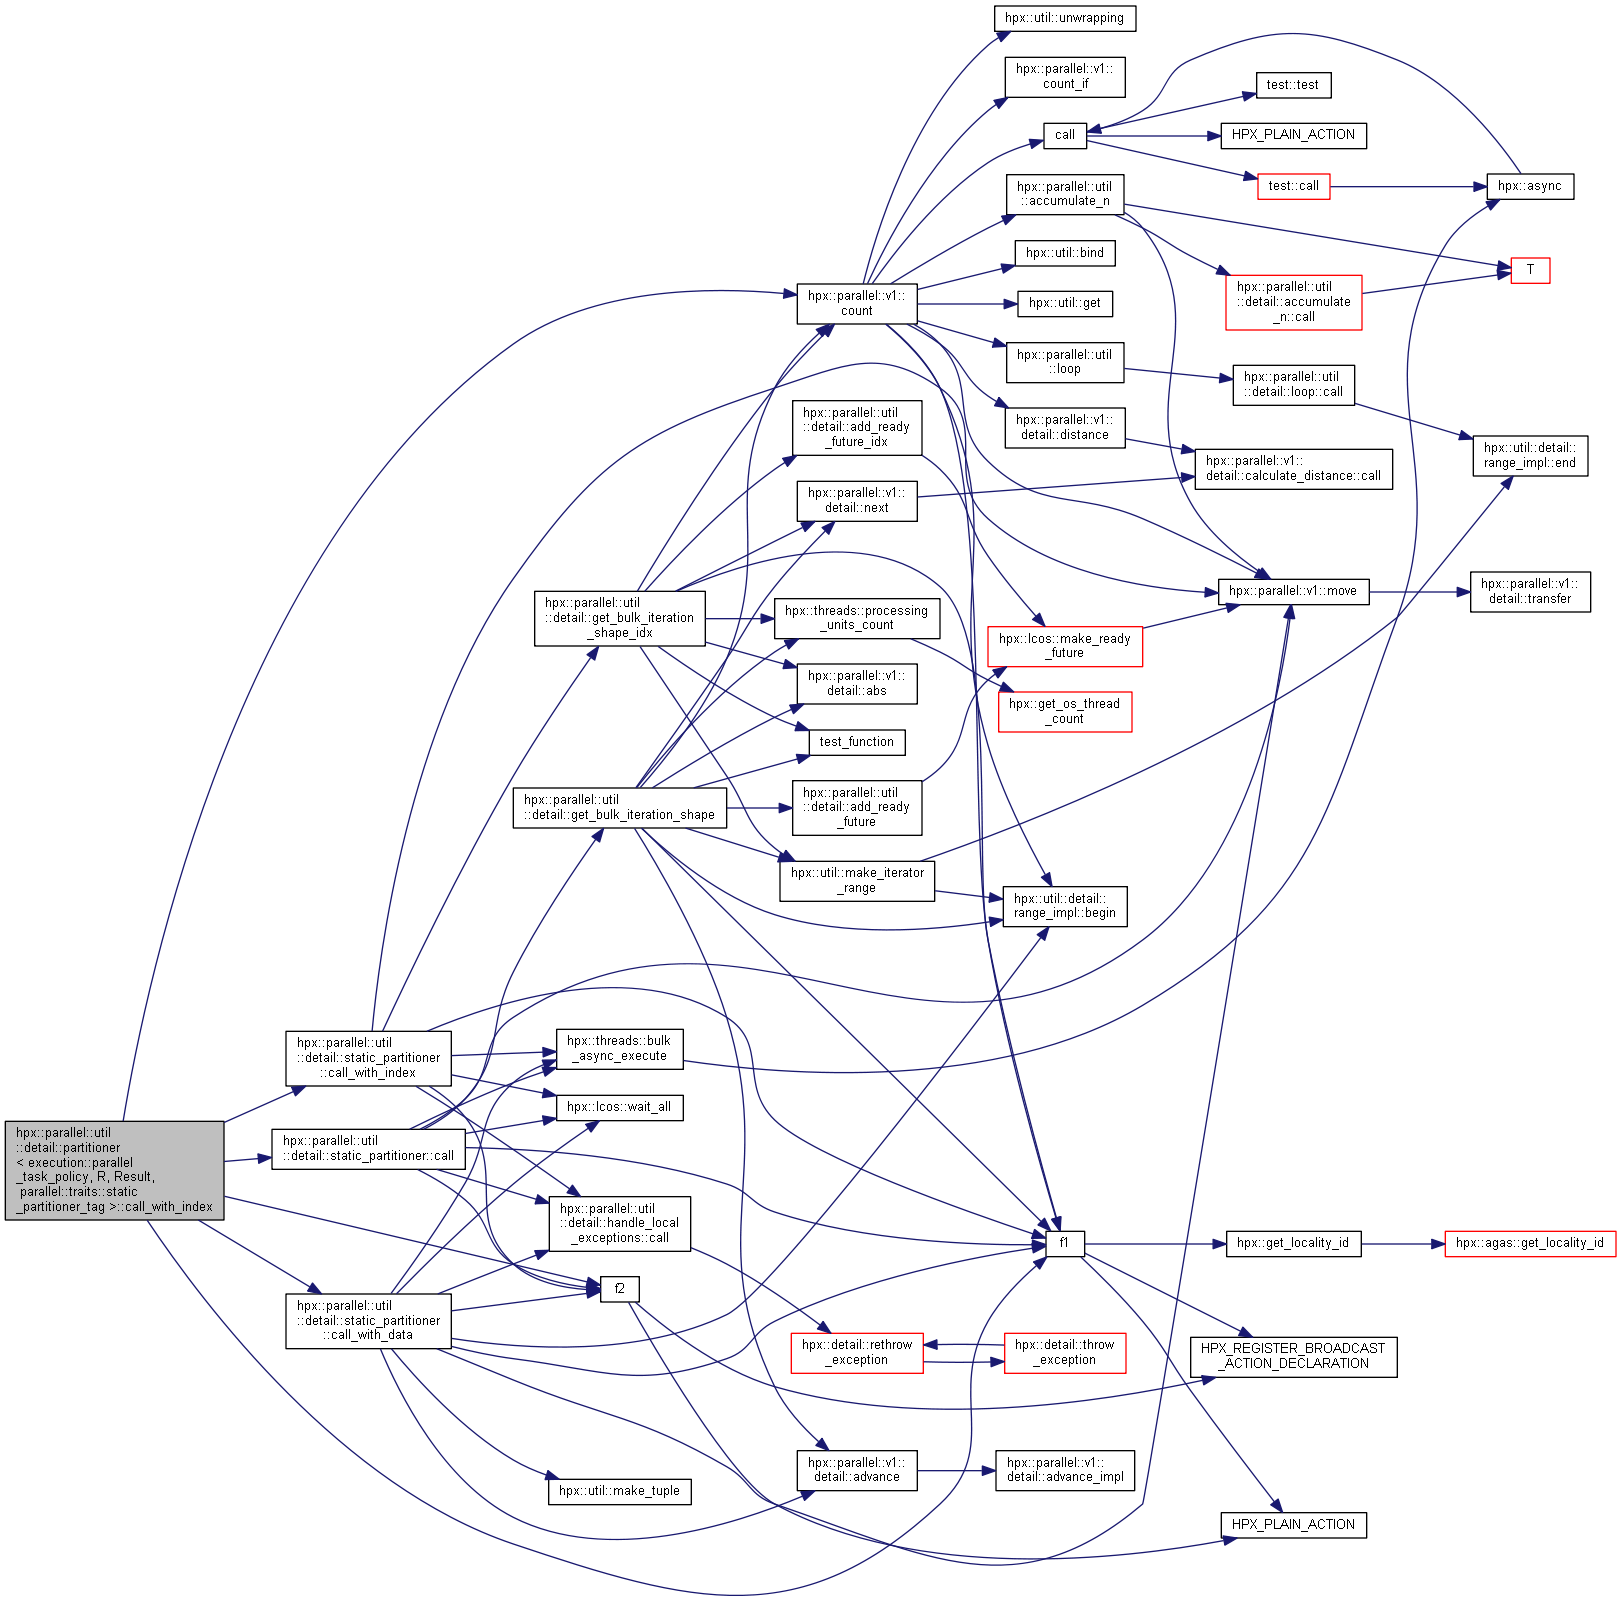 hpx::util::unwrapping
hpx::parallel::v1::
count_if
call
test::test
HPX_PLAIN_ACTION
test::call
hpx::async
hpx::parallel::util
::accumulate_n
hpx::util::bind
T
hpx::parallel::util
::detail::accumulate
_n::call
hpx::parallel::v1::
count
hpx::util::get
hpx::parallel::util
::loop
hpx::parallel::util
::detail::loop::call
hpx::parallel::util
::detail::add_ready
_future_idx
hpx::parallel::v1::
detail::distance
hpx::util::detail::
range_impl::end
hpx::parallel::v1::
detail::calculate_distance::call
hpx::parallel::v1::
detail::next
hpx::parallel::v1::move
hpx::parallel::v1::
detail::transfer
hpx::parallel::util
::detail::get_bulk_iteration
_shape_idx
hpx::threads::processing
_units_count
hpx::lcos::make_ready
_future
hpx::parallel::v1::
detail::abs
hpx::get_os_thread
_count
test_function
hpx::parallel::util
::detail::get_bulk_iteration_shape
hpx::parallel::util
::detail::add_ready
_future
hpx::util::make_iterator
_range
hpx::util::detail::
range_impl::begin
hpx::parallel::util
::detail::static_partitioner
::call_with_index
hpx::threads::bulk
_async_execute
hpx::lcos::wait_all
hpx::parallel::util
::detail::partitioner
< execution::parallel
_task_policy, R, Result,
parallel::traits::static
_partitioner_tag >::call_with_index
hpx::parallel::util
::detail::static_partitioner::call
hpx::parallel::util
::detail::handle_local
_exceptions::call
f1
hpx::get_locality_id
hpx::agas::get_locality_id
f2
hpx::parallel::util
::detail::static_partitioner
::call_with_data
hpx::detail::rethrow
_exception
hpx::detail::throw
_exception
HPX_REGISTER_BROADCAST
_ACTION_DECLARATION
hpx::parallel::v1::
detail::advance
hpx::parallel::v1::
detail::advance_impl
hpx::util::make_tuple
HPX_PLAIN_ACTION